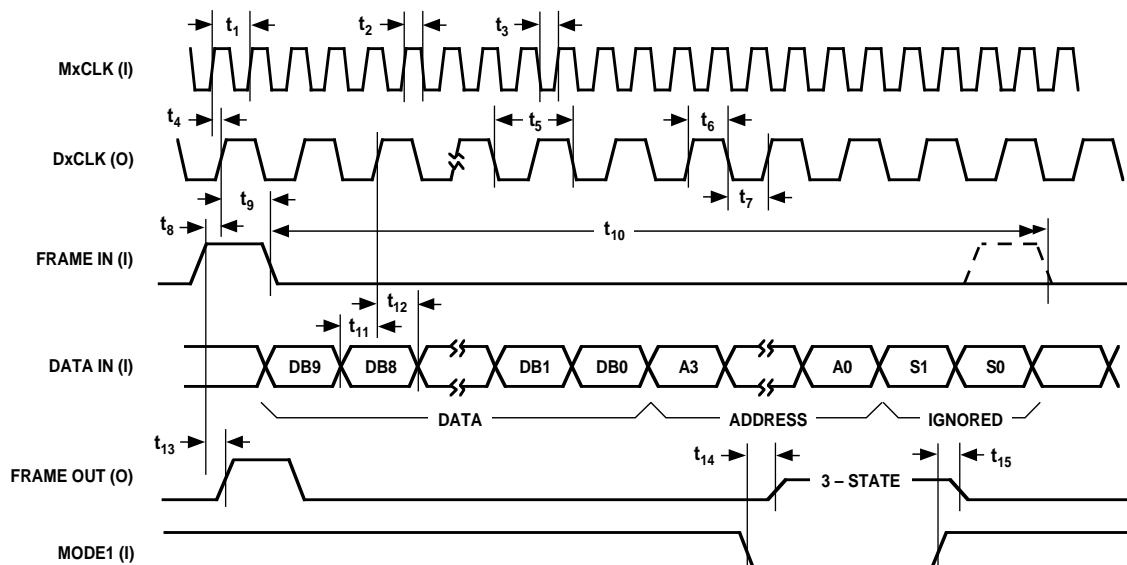 t1 t2 t3
MxCLK (I)
t4 t5 t6
DxCLK (O)
t9 t7
t8 t10
FRAME IN (I)
t12
t11
DATA IN (I) DB9 DB8 DB1 DB0 A3 A0 S1 S0
DATA ADDRESS IGNORED
t13 t14 t15
FRAME OUT (O) 3 – STATE
MODE1 (I)